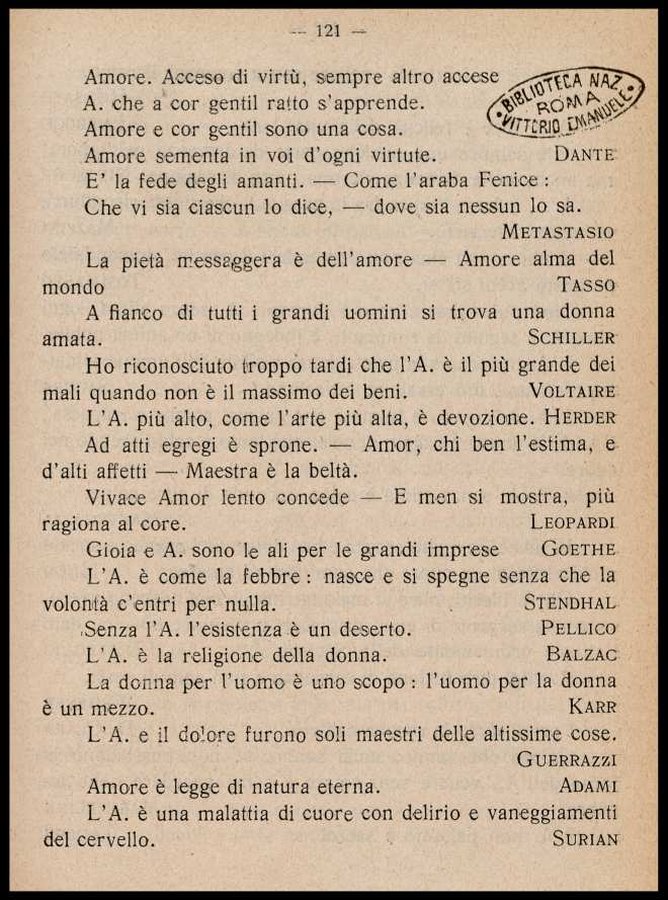 — 121 —
BIBLIOTECA NAZ.
ROMA
VITTORIO EMANUELE
Amore. Acceso di virtù, sempre altro accese
A. che a cor gentil ratto s'apprende.
Amore e cor gentil sono una cosa.
Amore sementa in voi d'ogni virtute. DANTE
E' la fede degli amanti. — Come l'araba Fenice :
Che vi sia ciascun lo dice, — dove sia nessun lo sa.
METASTASIO
La pietà messaggera è dell'amore — Amore alma del
mondo TASSO
A fianco di tutti i grandi uomini si trova una donna
amata. SCHILLER
Ho riconosciuto troppo tardi che l'A. è il più grande dei
mali quando non è il massimo dei beni. VOLTAIRE
L'A. più alto, come l'arte più alta, è devozione. HERDER
Ad atti egregi è sprone. — Amor, chi ben l'estima, e
d'alti affetti — Maestra è la beltà.
Vivace Amor lento concede — E men si mostra, più
ragiona al core. LEOPARDI
Gioia e A. sono le ali per le grandi imprese GOETHE
L'A. è come la febbre : nasce e si spegne senza che la
volontà c'entri per nulla. STENDHAL
Senza l'A. l'esistenza è un deserto. PELLICO
L'A. è la religione della donna. BALZAC
La donna per l'uomo è uno scopo : l'uomo per la donna
è un mezzo. KARR
L'A. e il dolore furono soli maestri delle altissime cose.
GUERRAZZI
Amore è legge di natura eterna. ADAMI
L'A. è una malattia di cuore con delirio e vaneggiamenti
del cervello. SURIAN